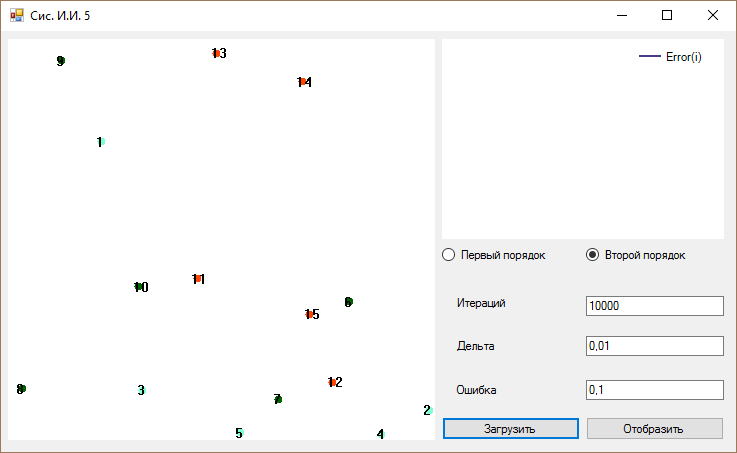 Сис. И.И. 5
9
13
14
1
10
11
6
15
8
3
7
12
2
5
4
Error(i)
Первый порядок
Второй порядок
Итераций
10000
Дельта
0,01
Ошибка
0,1
Загрузить
Отобразить